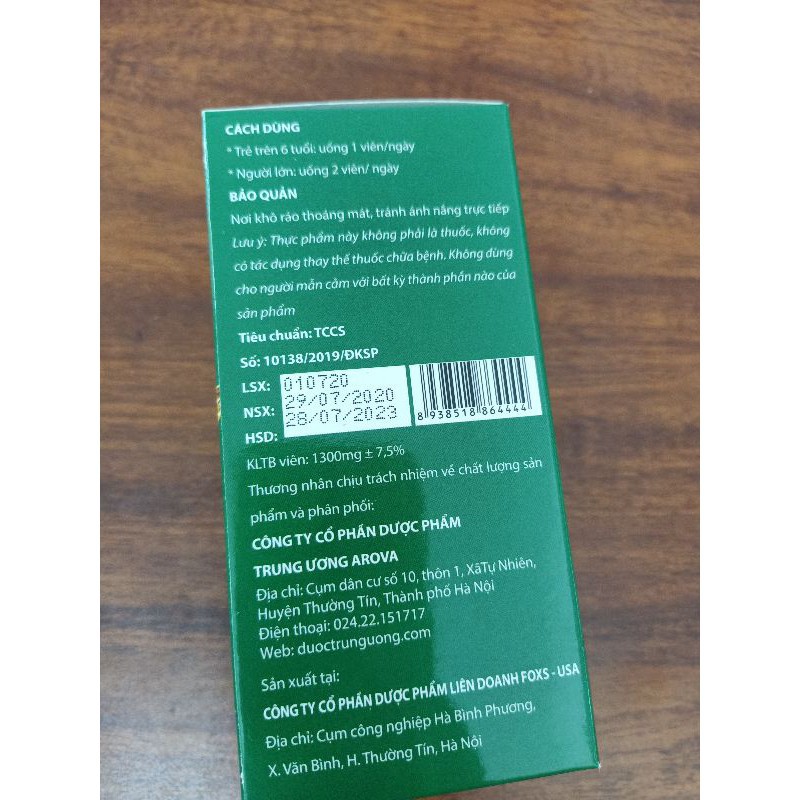 CÁCH DÙNG
* Trẻ trên 6 tuổi: uống 1 viên/ngày
* Người lớn: uống 2 viên/ ngày
BẢO QUẢN
Nơi khô ráo thoáng mát, tránh ánh nắng trực tiếp
Lưu ý: Thực phẩm này không phải là thuốc, không
có tác dụng thay thế thuốc chữa bệnh. Không dùng
cho người mẫn cảm với bất kỳ thành phần nào của
sản phẩm
Tiêu chuẩn: TCCS
Số: 10138/2019/ĐKSP
LSX: 010720
NSX: 29/07/2020
HSD: 28/07/2023
8 938518 864444
KLTB viên: 1300mg ± 7,5%
Thương nhân chịu trách nhiệm về chất lượng sản
phẩm và phân phối:
CÔNG TY CỔ PHẦN DƯỢC PHẨM
TRUNG ƯƠNG AROVA
Địa chỉ: Cụm dân cư số 10, thôn 1, XãTự Nhiên,
Huyện Thường Tín, Thành phố Hà Nội
Điện thoại: 024.22.151717
Web: duoctrunguong.com
Sản xuất tại:
CÔNG TY CỔ PHẦN DƯỢC PHẨM LIÊN DOANH FOXS - USA
Địa chỉ: Cụm công nghiệp Hà Bình Phương,
X. Văn Bình, H. Thường Tín, Hà Nội